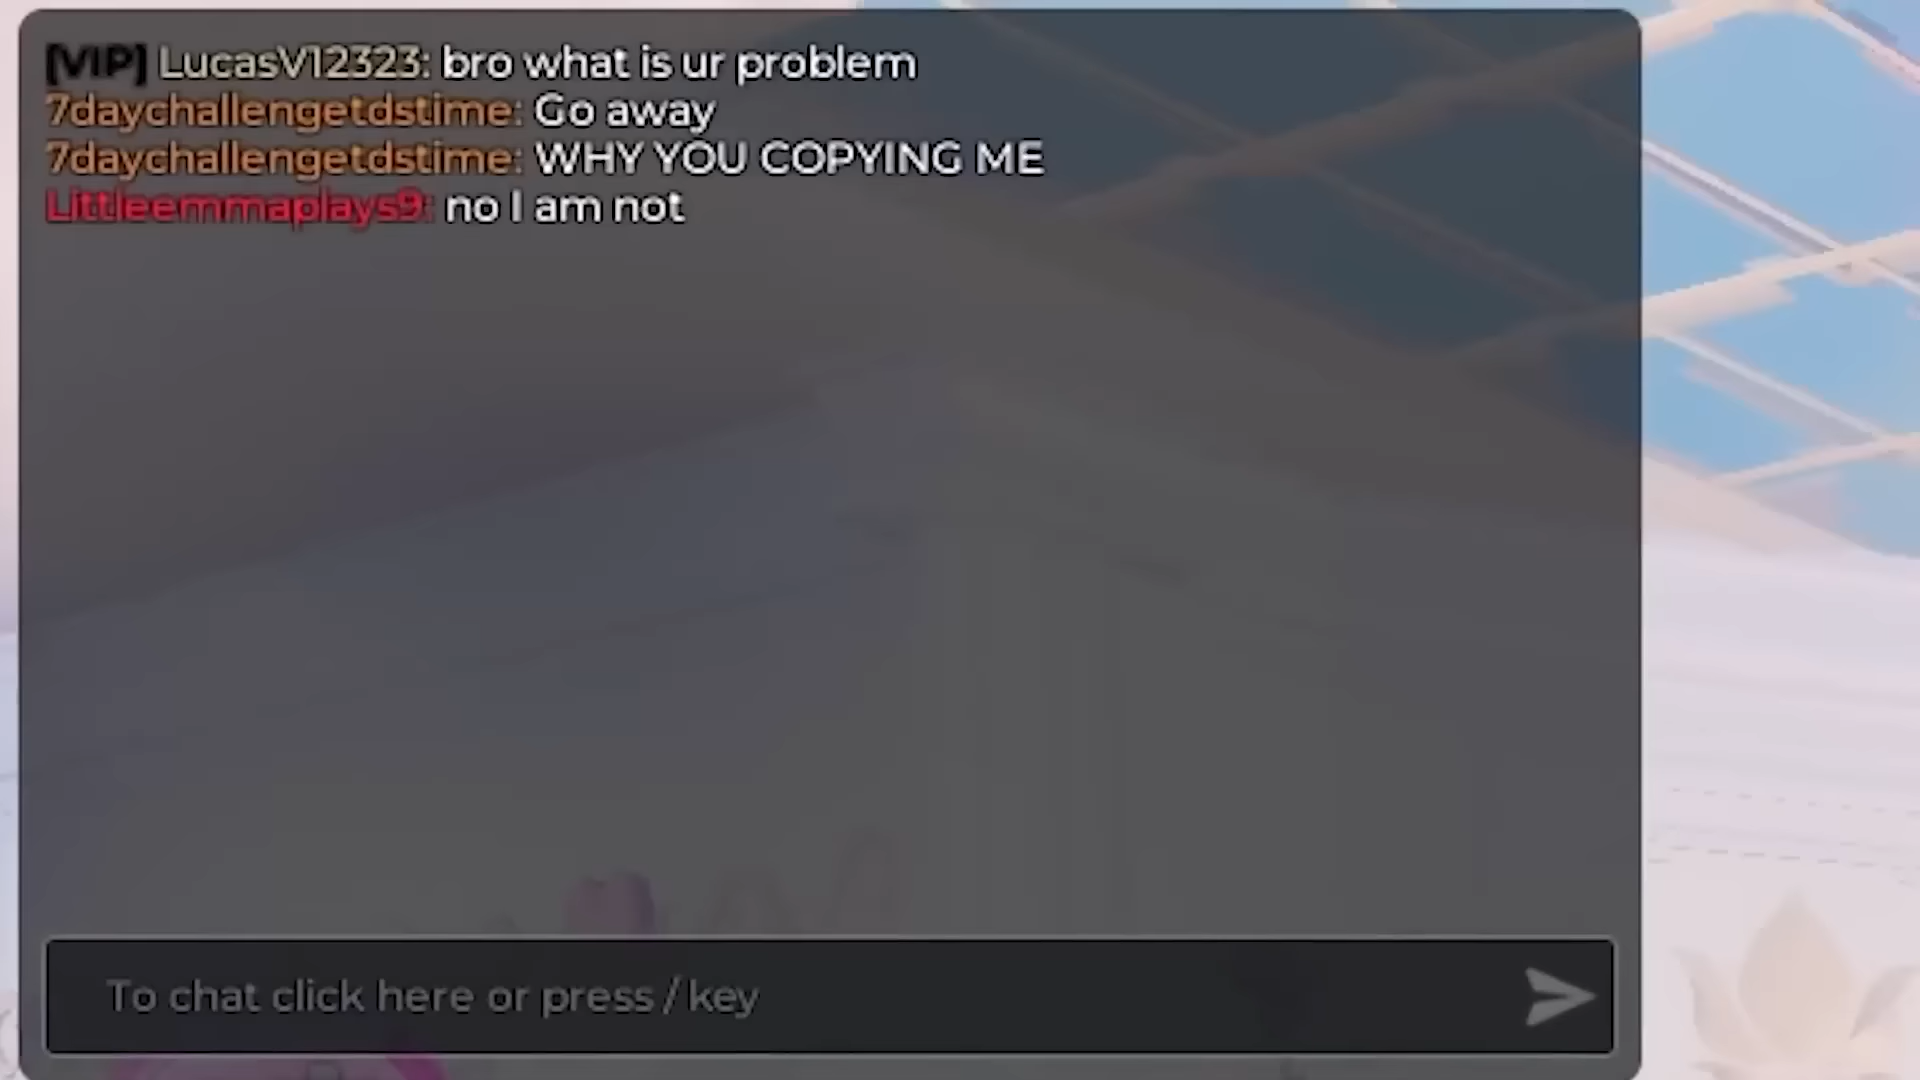 [VIP] LucasV12323: bro what is ur problem
7daychallengetdstime: Go away
7daychallengetdstime: WHY YOU COPYING ME
Littleemmaplays9: no I am not
To chat click here or press / key